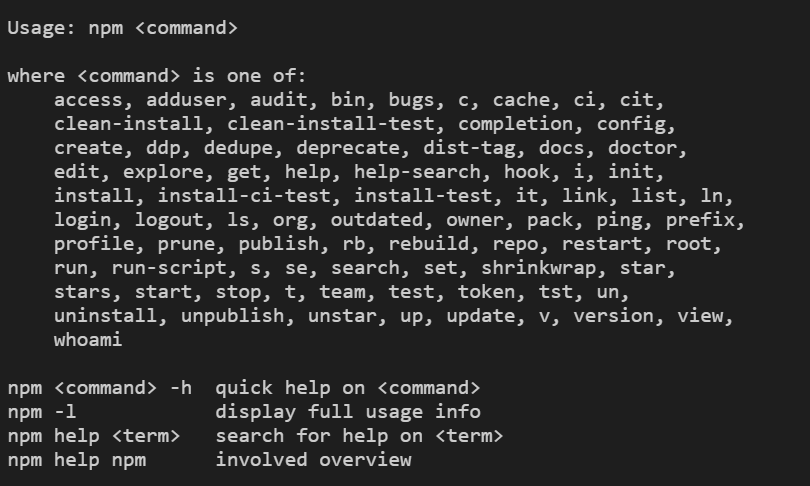 Usage: npm <command>

where <command> is one of:
    access, adduser, audit, bin, bugs, c, cache, ci, cit,
    clean-install, clean-install-test, completion, config,
    create, ddp, dedupe, deprecate, dist-tag, docs, doctor,
    edit, explore, get, help, help-search, hook, i, init,
    install, install-ci-test, install-test, it, link, list, ln,
    login, logout, ls, org, outdated, owner, pack, ping, prefix,
    profile, prune, publish, rb, rebuild, repo, restart, root,
    run, run-script, s, se, search, set, shrinkwrap, star,
    stars, start, stop, t, team, test, token, tst, un,
    uninstall, unpublish, unstar, up, update, v, version, view,
    whoami

npm <command> -h  quick help on <command>
npm -l            display full usage info
npm help <term>   search for help on <term>
npm help npm      involved overview